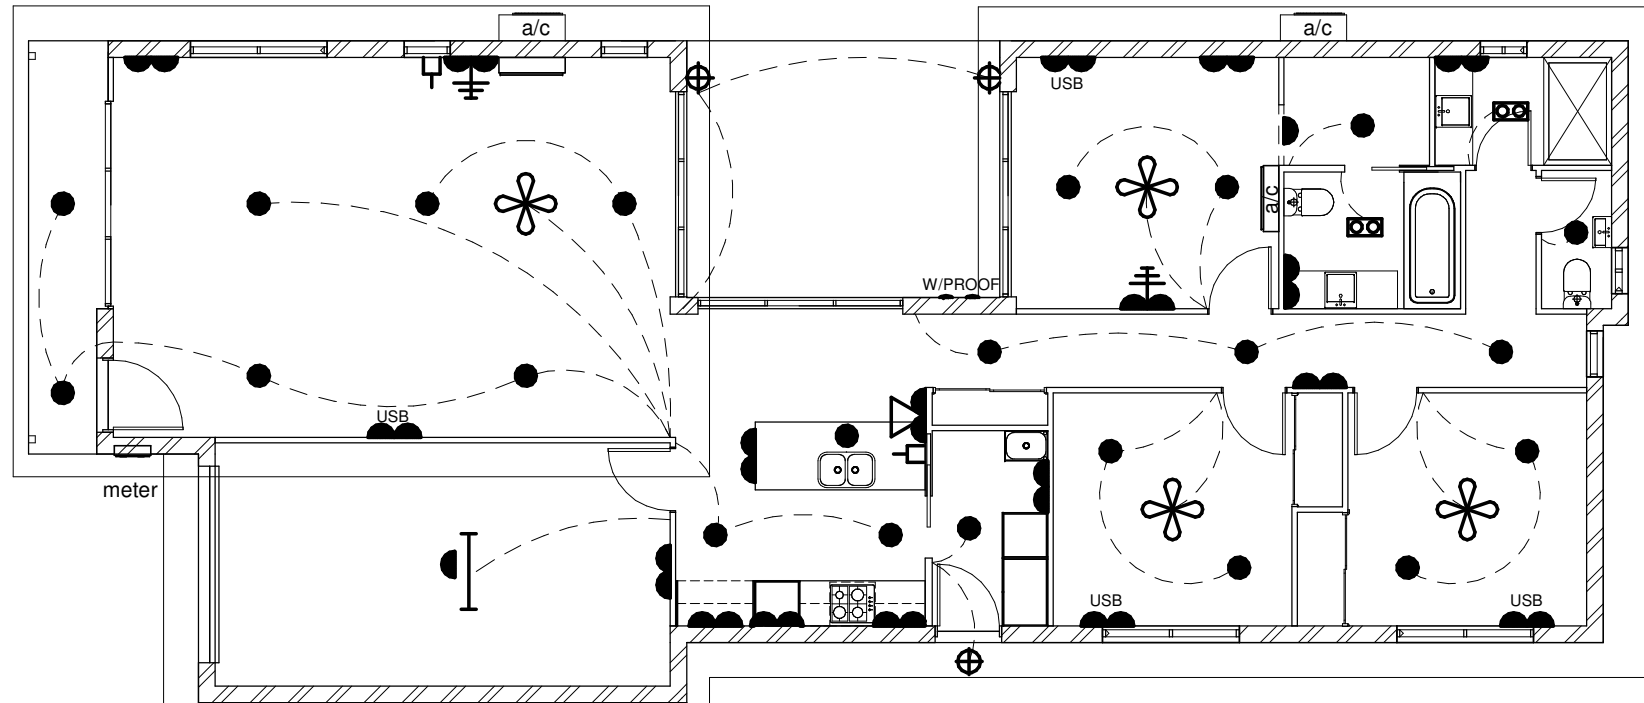 a/c
a/c
USB
a/c
W/PROOF
USB
meter
USB
USB